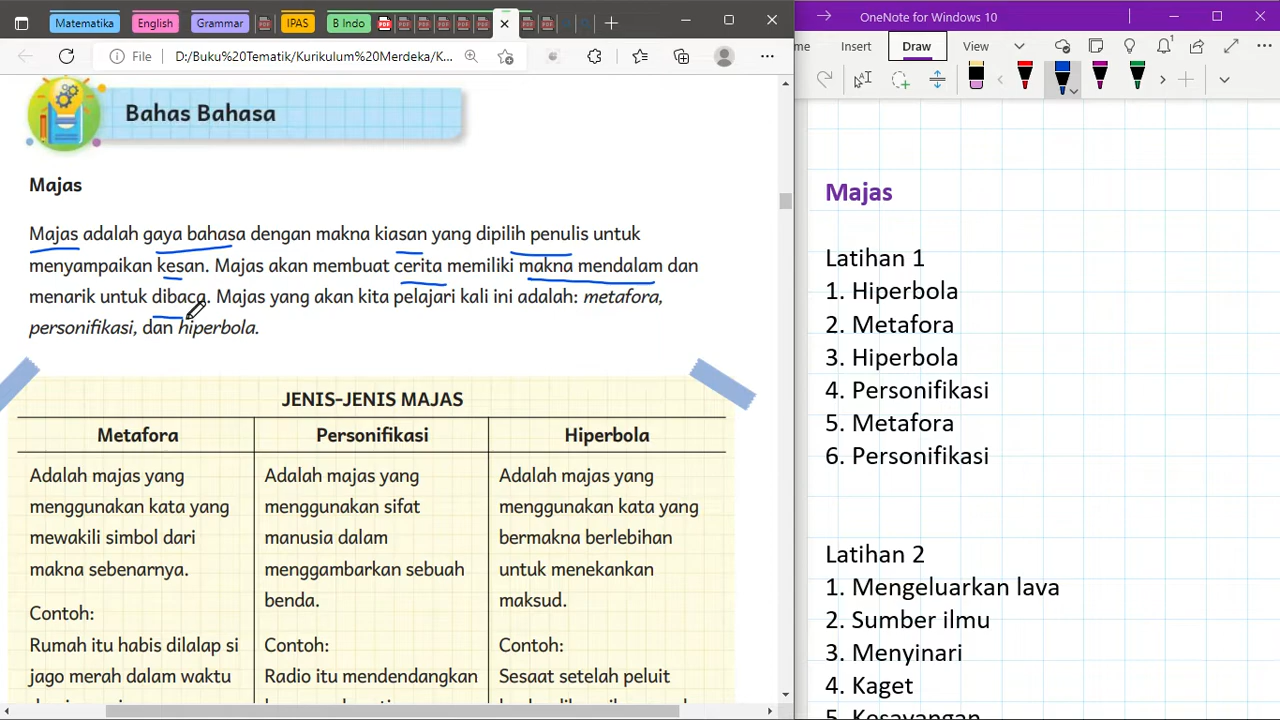 Matematika English Grammar IPAS B Indo
File D:/Buku%20Tematik/Kurikulum%20Merdeka/K...
Bahas Bahasa
Majas
Majas adalah gaya bahasa dengan makna kiasan yang dipilih penulis untuk
menyampaikan kesan. Majas akan membuat cerita memiliki makna mendalam dan
menarik untuk dibaca. Majas yang akan kita pelajari kali ini adalah: metafora,
personifikasi, dan hiperbola.
JENIS-JENIS MAJAS
Metafora Personifikasi Hiperbola
Adalah majas yang
menggunakan kata yang
mewakili simbol dari
makna sebenarnya.
Contoh:
Rumah itu habis dilalap si
jago merah dalam waktu
Adalah majas yang
menggunakan sifat
manusia dalam
menggambarkan sebuah
benda.
Contoh:
Radio itu mendendangkan
Adalah majas yang
menggunakan kata yang
bermakna berlebihan
untuk menekankan
maksud.
Contoh:
Sesaat setelah peluit
OneNote for Windows 10
me Insert Draw View
Majas
Latihan 1
1. Hiperbola
2. Metafora
3. Hiperbola
4. Personifikasi
5. Metafora
6. Personifikasi
Latihan 2
1. Mengeluarkan lava
2. Sumber ilmu
3. Menyinari
4. Kaget
5. Kesayangan